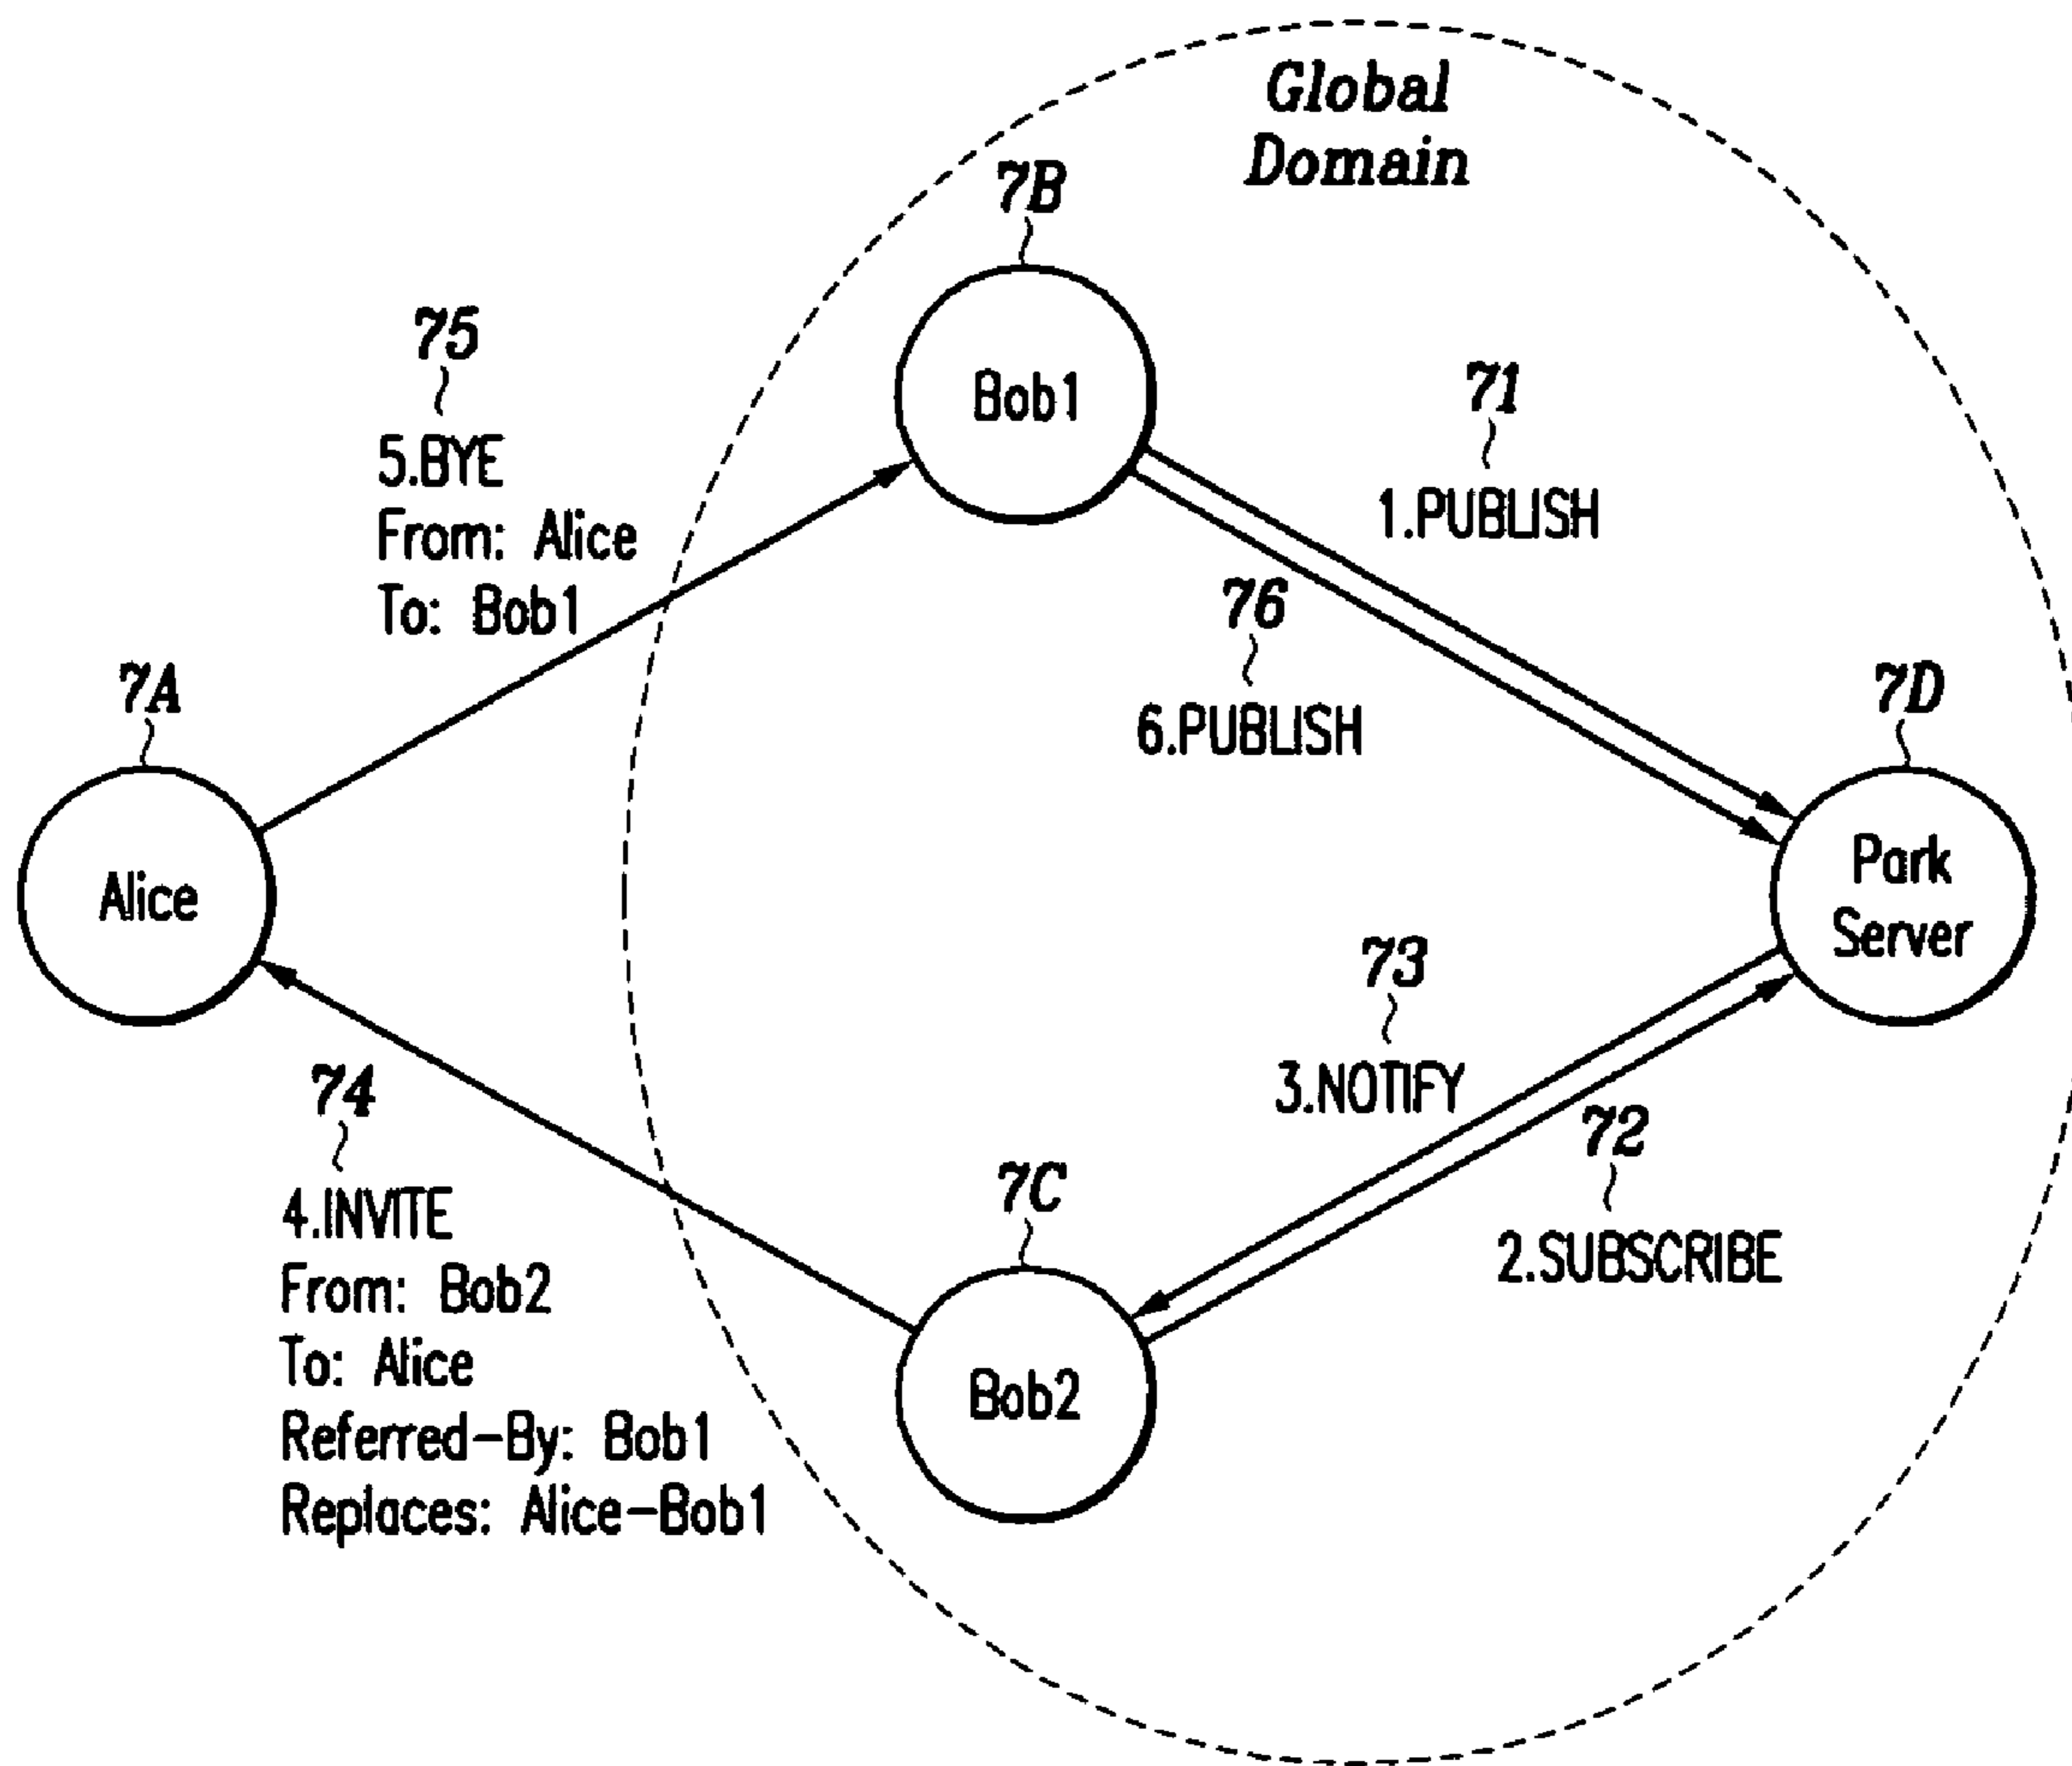 Global
Domain
7B
Bob1
75
5.BYE
From: Alice
To: Bob1
71
1.PUBLISH
76
6.PUBLISH
7A
Alice
7D
Park
Server
73
3.NOTIFY
72
2.SUBSCRIBE
74
4.INVITE
From: Bob2
To: Alice
Referred-By: Bob1
Replaces: Alice-Bob1
7C
Bob2